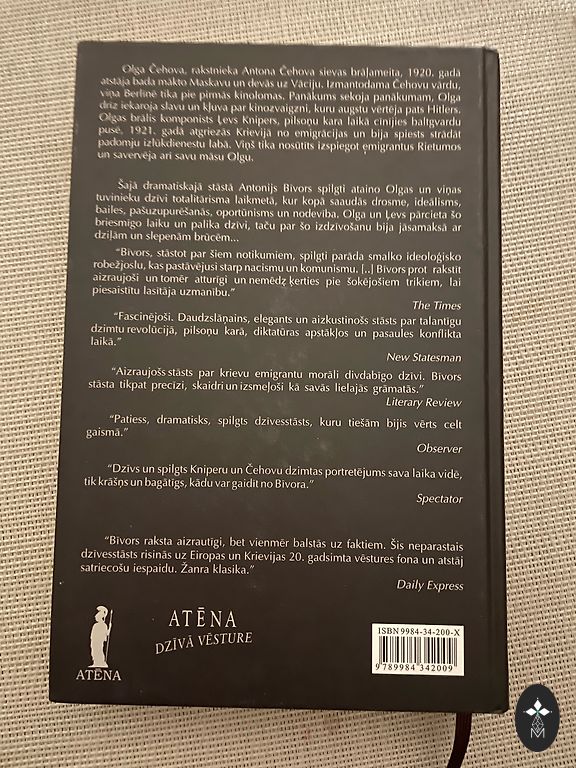 Olga Čehova, rakstnieka Antona Čehova sievas brāļameita, 1920. gadā
atstāja bada mākto Maskavu un devās uz Vāciju. Izmantodama Čehovu vārdu,
viņa Berlīnē tika pie pirmās kinolomas. Panākums sekoja panākumam, Olga
drīz iekaroja slavu un kļuva par kinozvaigzni, kuru augstu vērtēja pats Hitlers.
Olgas brālis komponists Ļevs Knipers, pilsoņu kara laikā cīnījies baltgvardu
pusē, 1921. gadā atgriezās Krievijā no emigrācijas un bija spiests strādāt
padomju izlūkdienestu labā. Viņš tika nosūtīts izspiegot emigrantus Rietumos
un savervēja arī savu māsu Olgu.
Šajā dramatiskajā stāstā Antonijs Bīvors spilgti ataino Olgas un viņas
tuvinieku dzīvi totalitārisma laikmetā, kur kopā saaudās drosme, ideālisms,
bailes, pašuzupurēšanās, oportūnisms un nodevība. Olga un Ļevs pārcieta šo
briesmīgo laiku un palika dzīvi, taču par šo izdzīvošanu bija jāsamaksā ar
dziļām un slepenām brūcēm...
"Bīvors, stāstot par šiem notikumiem, spilgti parāda smalko ideoloģisko
robežjoslu, kas pastāvējusi starp nacismu un komunismu. [..] Bīvors prot rakstīt
aizraujoši un tomēr atturīgi un nemēdz ķerties pie šokējošiem trikiem, lai
piesaistītu lasītāja uzmanību."
The Times
"Fascinējoši. Daudzslāņains, elegants un aizkustinošs stāsts par talantīgu
dzimtu revolūcijā, pilsoņu karā, diktatūras apstākļos un pasaules konflikta
laikā."
New Statesman
"Aizraujošs stāsts par krievu emigrantu morāli divdabīgo dzīvi. Bīvors
stāsta tikpat precīzi, skaidri un izsmeļoši kā savās lielajās grāmatās."
Literary Review
"Patiess, dramatisks, spilgts dzīvesstāsts, kuru tiešām bijis vērts celt
gaismā."
Observer
"Dzīvs un spilgts Kniperu un Čehovu dzimtas portretējums sava laika vidē,
tik krāšņs un bagātīgs, kādu var gaidīt no Bīvora."
Spectator
"Bīvors raksta aizrautīgi, bet vienmēr balstās uz faktiem. Šis neparastais
dzīvesstāsts risinās uz Eiropas un Krievijas 20. gadsimta vēstures fona un atstāj
satriecošu iespaidu. Žanra klasika."
Daily Express
ATĒNA
DZĪVĀ VĒSTURE
ATĒNA
ISBN 9984-34-200-X
9 789984 342009
M